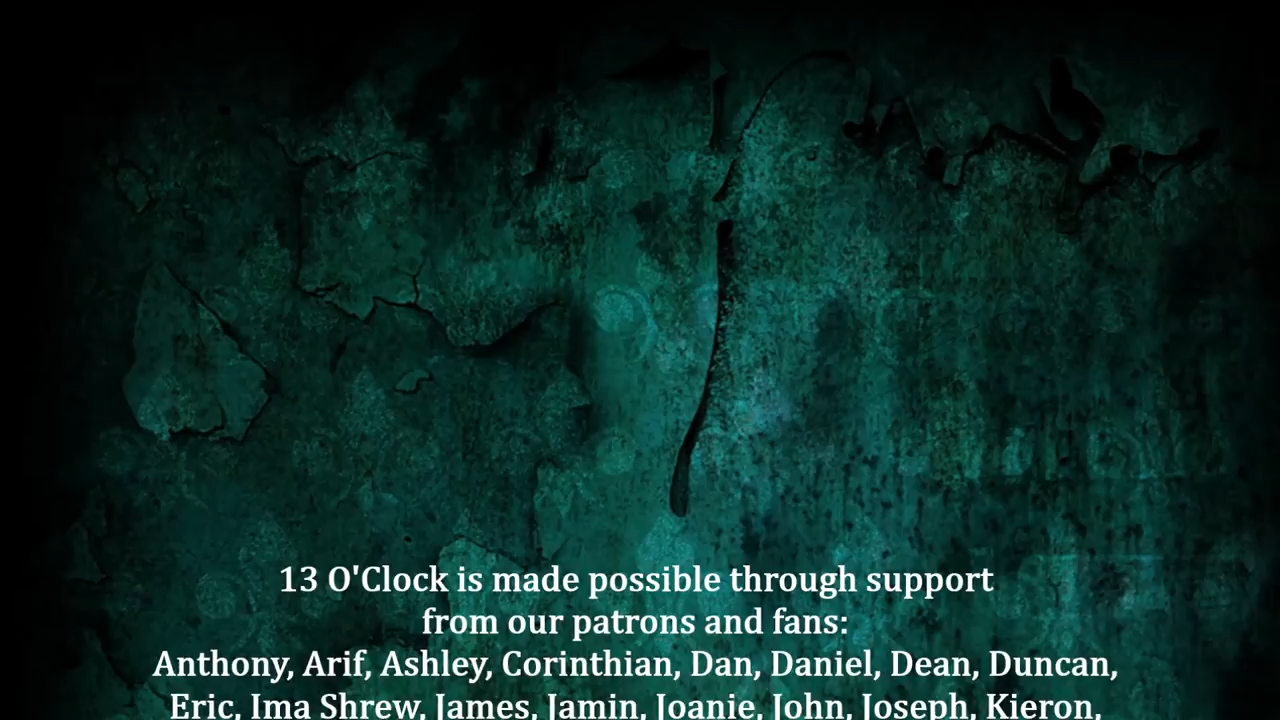 13 O'Clock is made possible through support
from our patrons and fans:
Anthony, Arif, Ashley, Corinthian, Dan, Daniel, Dean, Duncan,
Eric, Ima Shrew, James, Jamin, Joanie, John, Joseph, Kieron,